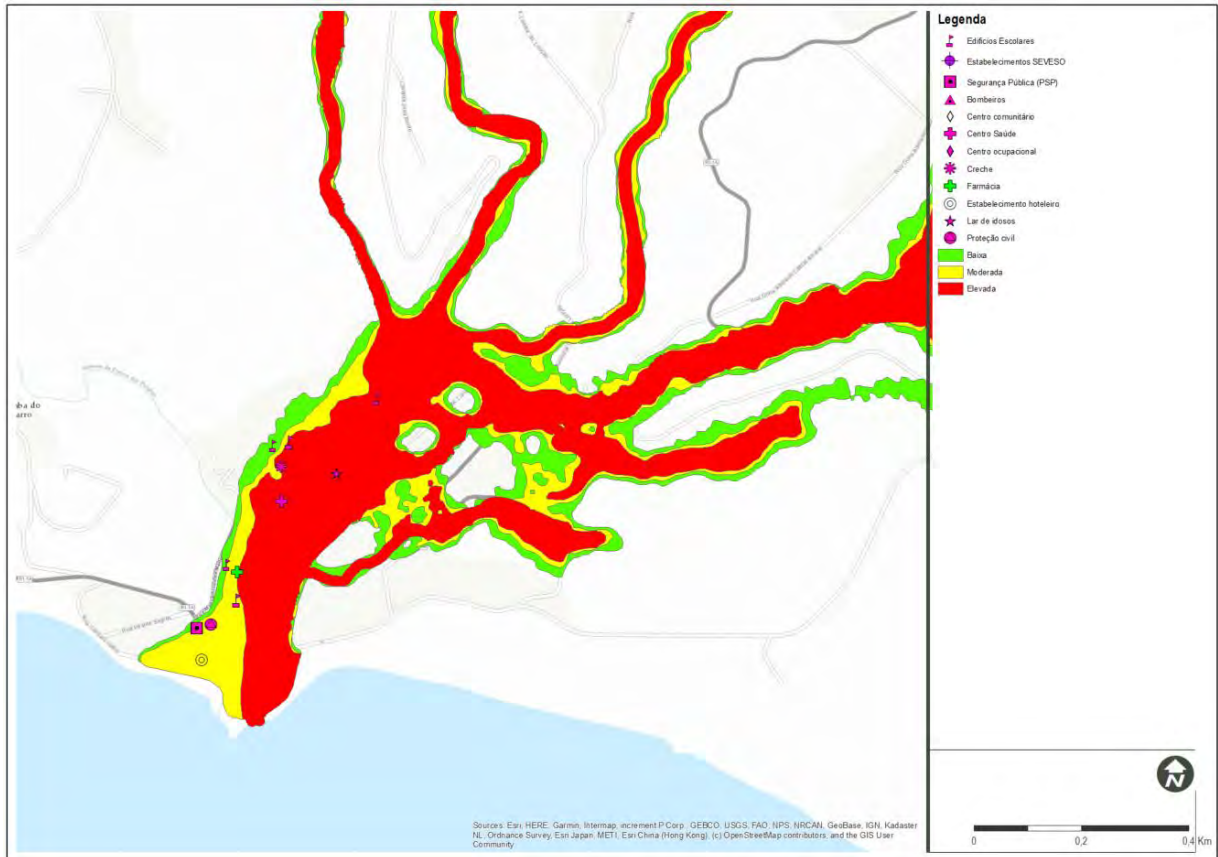 Legenda
Edifícios Escolares
Estabelecimentos SEVESO
Segurança Pública (PSP)
Bombeiros
Centro comunitário
Centro Saúde
Centro ocupacional
Creche
Farmácia
Estabelecimento hoteleiro
Lar de idosos
Proteção civil
Baixa
Moderada
Elevada
N
0
0,2
0,4 Km
Sources: Esri, HERE, Garmin, Intermap, increment P Corp., GEBCO, USGS, FAO, NPS, NRCAN, GeoBase, IGN, Kadaster
NL, Ordnance Survey, Esri Japan, METI, Esri China (Hong Kong), (c) OpenStreetMap contributors, and the GIS User
Community